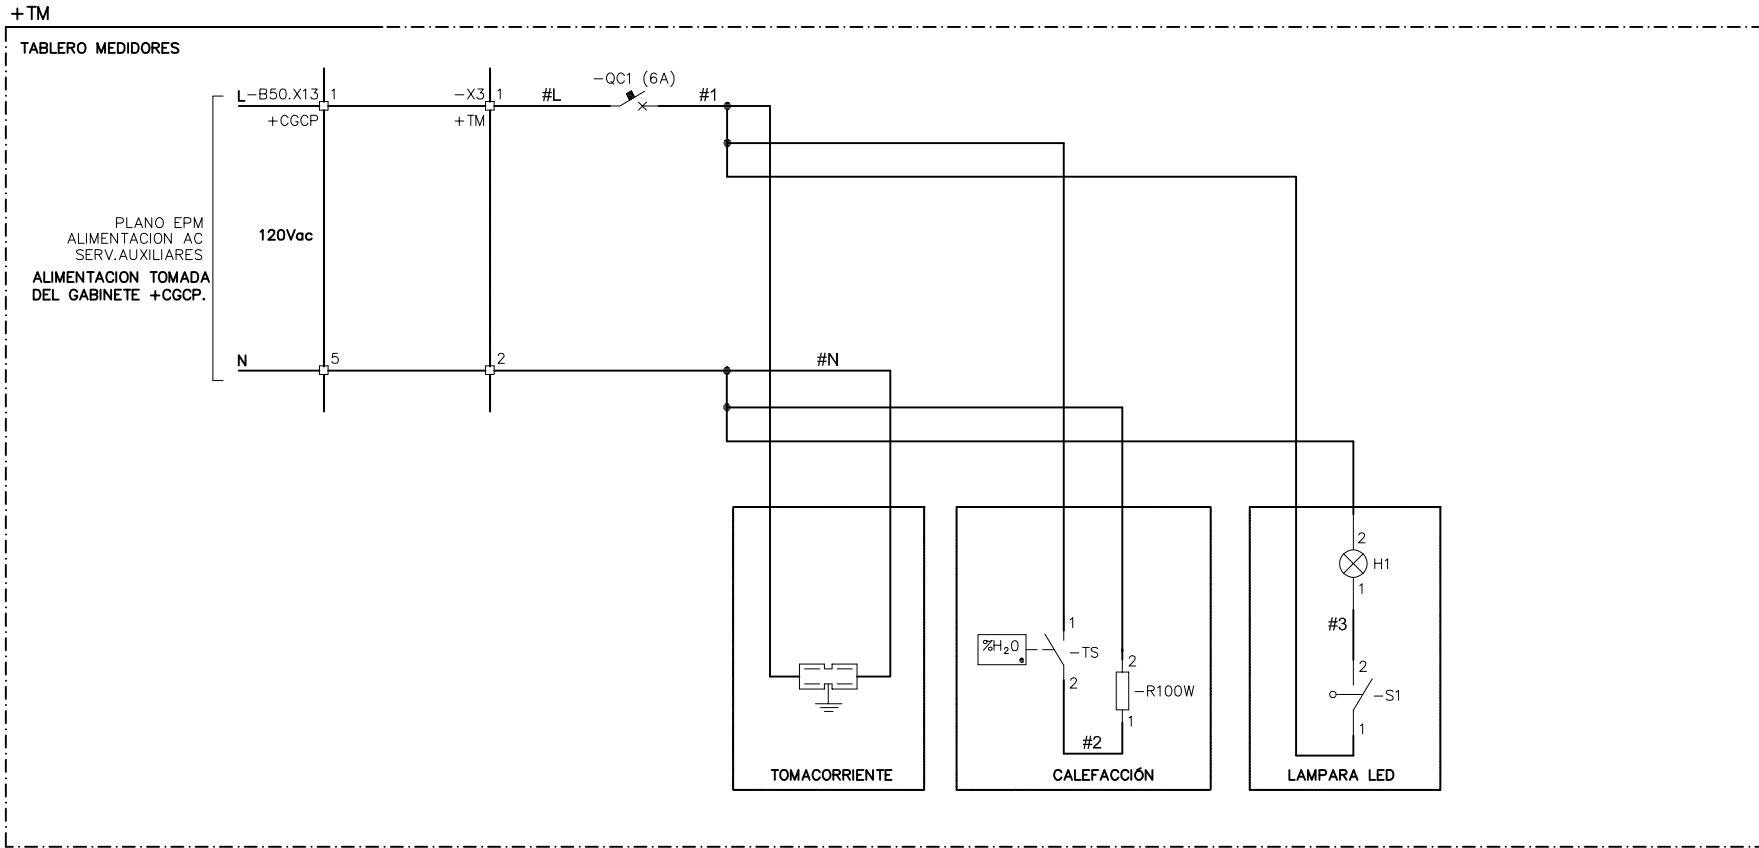 +TM
TABLERO MEDIDORES
-QC1 (6A)
L -B50.X13 1
-X3 1
#L
#1
+CGCP
+TM
PLANO EPM
ALIMENTACION AC
SERV.AUXILIARES
ALIMENTACION TOMADA
DEL GABINETE +CGCP.
120Vac
N
5
2
#N
2
H1
1
#3
2
-S1
1
1
%H₂O
-TS
2
2
-R100W
1
#2
TOMACORRIENTE
CALEFACCIÓN
LAMPARA LED